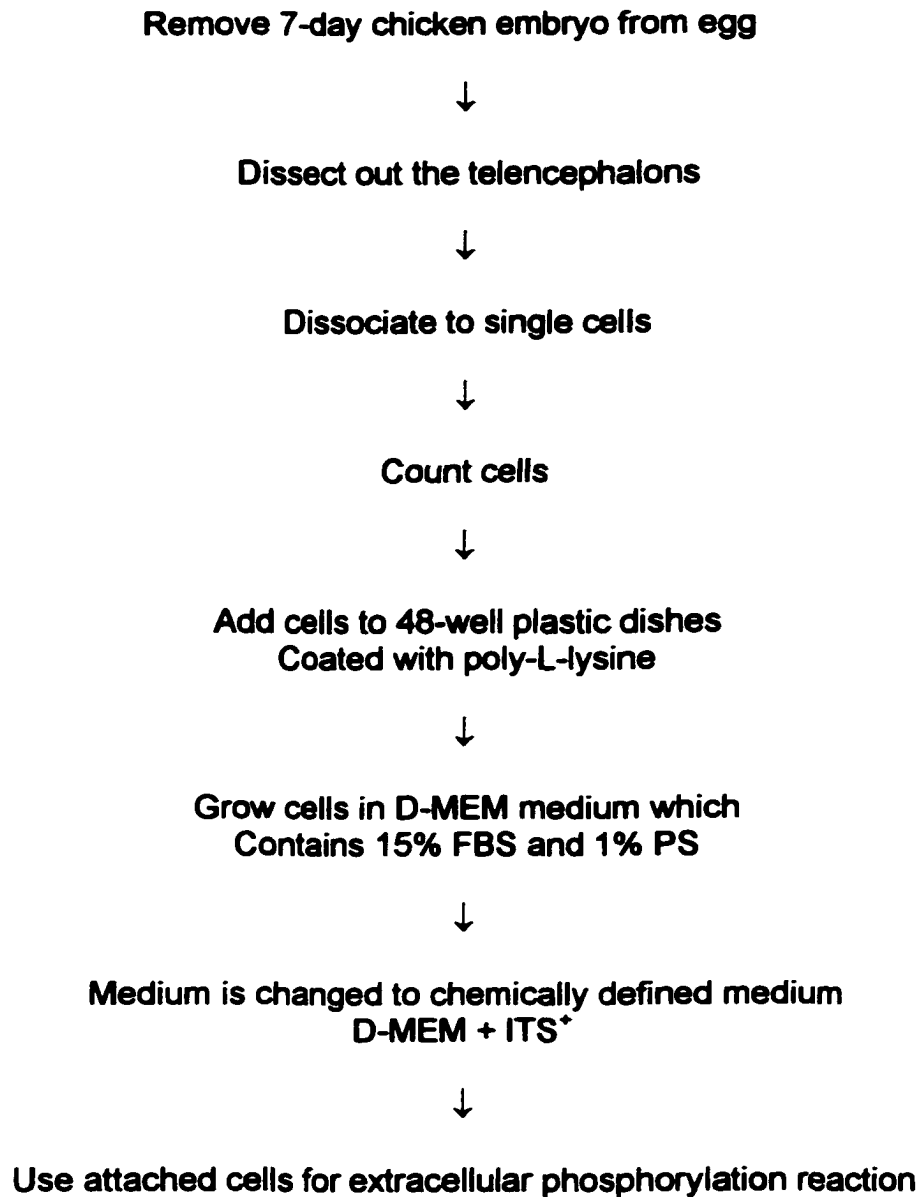 Remove 7-day chicken embryo from egg
↓
Dissect out the telencephalons
↓
Dissociate to single cells
↓
Count cells
↓
Add cells to 48-well plastic dishes
Coated with poly-L-lysine
↓
Grow cells in D-MEM medium which
Contains 15% FBS and 1% PS
↓
Medium is changed to chemically defined medium
D-MEM + ITS⁺
↓
Use attached cells for extracellular phosphorylation reaction